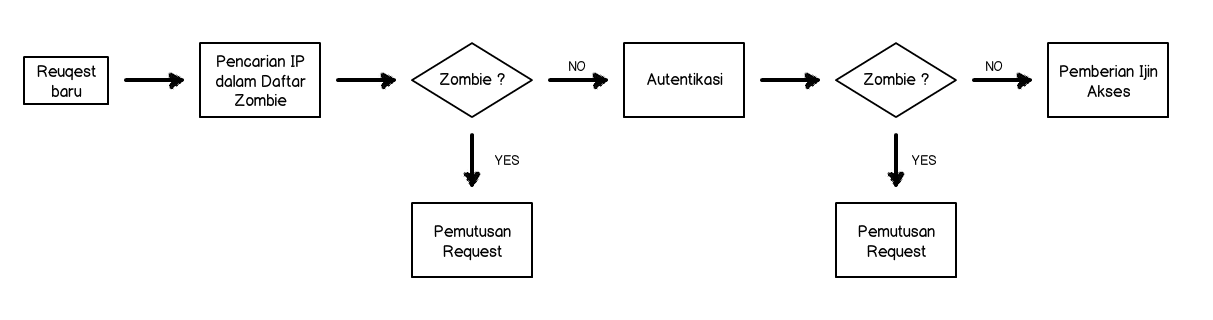 Reuqest
baru
Pencarian IP
dalam Daftar
Zombie
Zombie ?
NO
Autentikasi
Zombie ?
NO
Pemberian Ijin
Akses
YES
YES
Pemutusan
Request
Pemutusan
Request